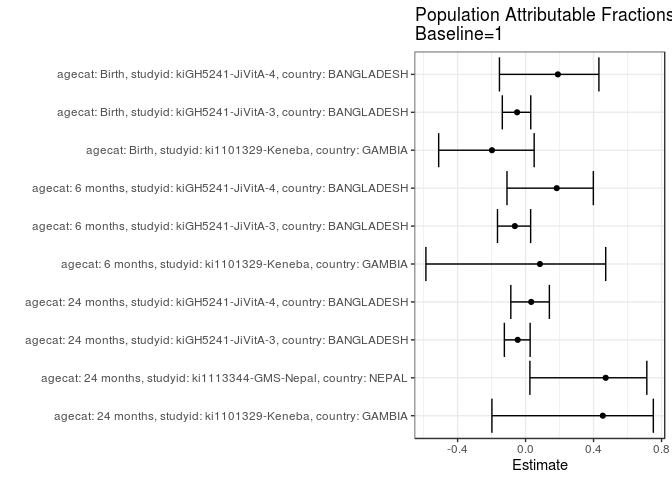 Population Attributable Fractions
Baseline=1
agecat: Birth, studyid: kiGH5241-JiVitA-4, country: BANGLADESH
agecat: Birth, studyid: kiGH5241-JiVitA-3, country: BANGLADESH
agecat: Birth, studyid: ki1101329-Keneba, country: GAMBIA
agecat: 6 months, studyid: kiGH5241-JiVitA-4, country: BANGLADESH
agecat: 6 months, studyid: kiGH5241-JiVitA-3, country: BANGLADESH
agecat: 6 months, studyid: ki1101329-Keneba, country: GAMBIA
agecat: 24 months, studyid: kiGH5241-JiVitA-4, country: BANGLADESH
agecat: 24 months, studyid: kiGH5241-JiVitA-3, country: BANGLADESH
agecat: 24 months, studyid: ki1113344-GMS-Nepal, country: NEPAL
agecat: 24 months, studyid: ki1101329-Keneba, country: GAMBIA
-0.4 0.0 0.4 0.8
Estimate